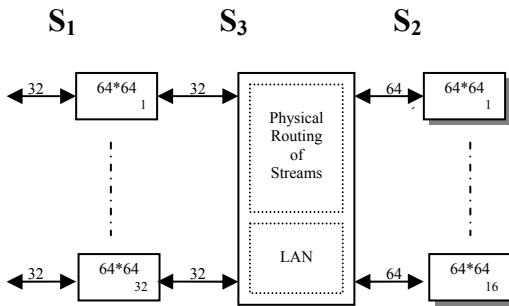 S1 S3 S2
32 64*64 1 32 64 64*64 1
Physical
Routing
of
Streams
LAN
32 64*64 32 32 64 64*64 16